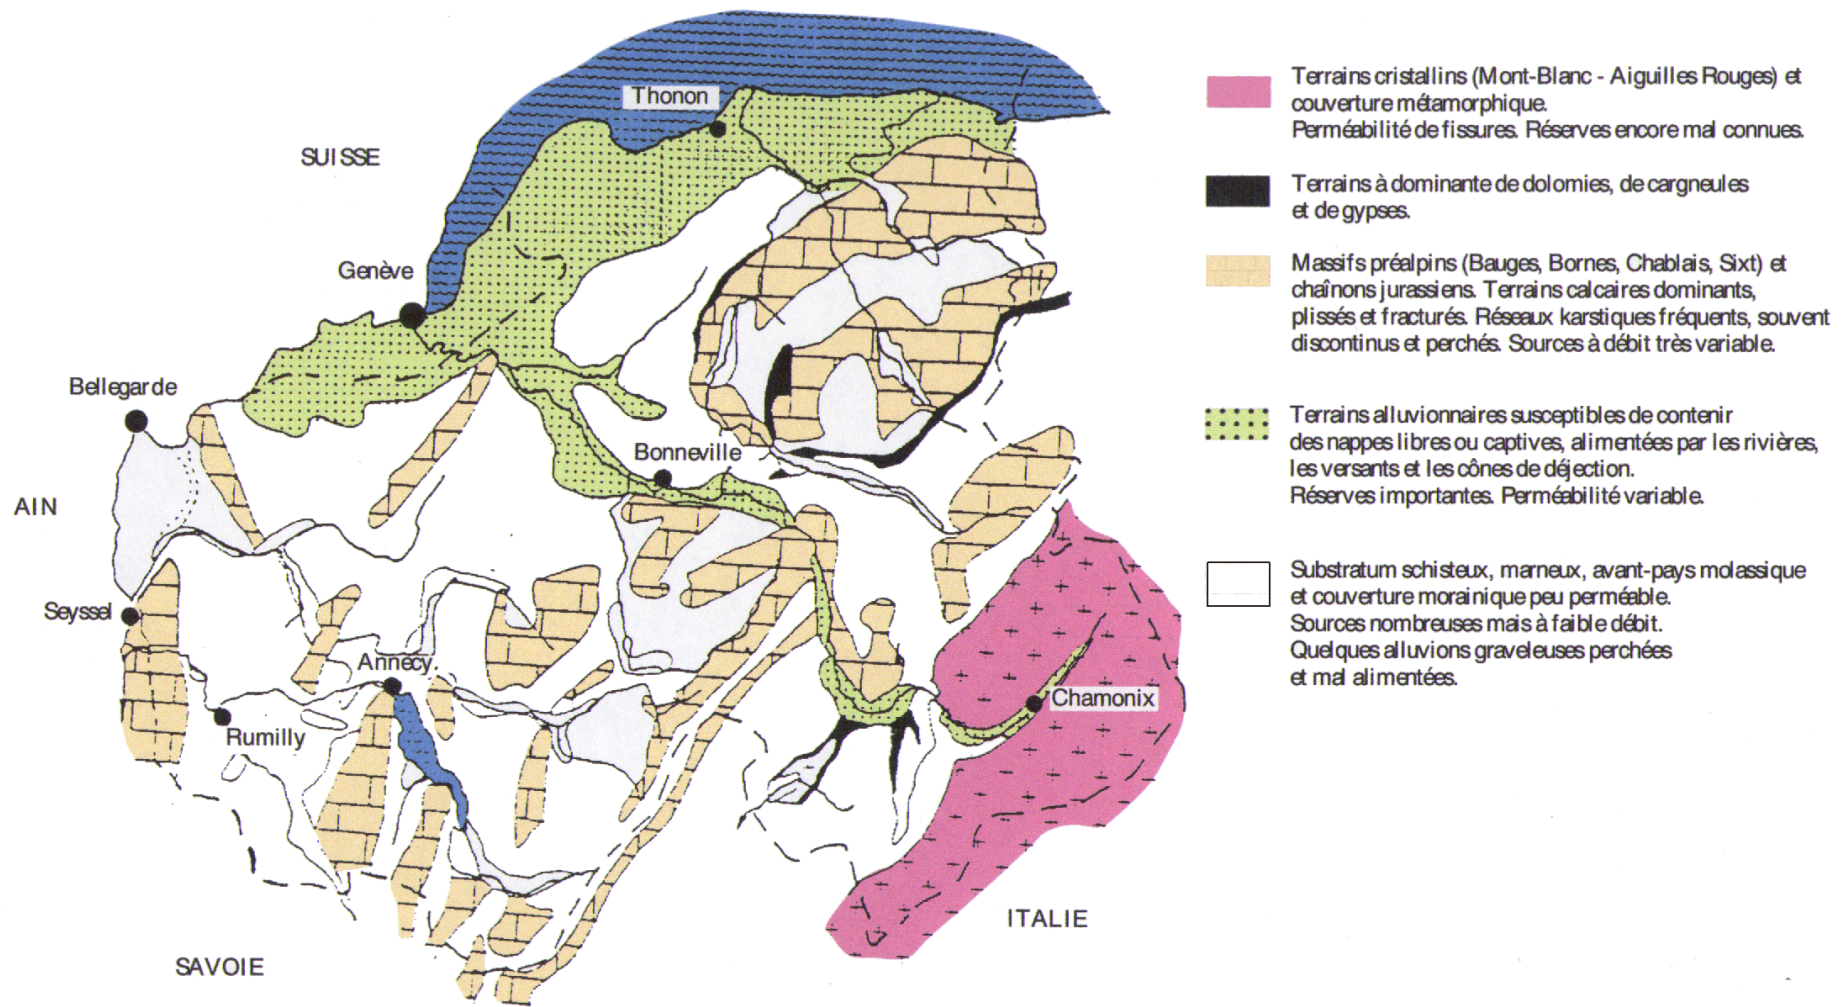 Thonon
SUISSE
Genève
Bellegarde
Bonneville
AIN
Seyssel
Annecy
Rumilly
Chamonix
ITALIE
SAVOIE
Terrains cristallins (Mont-Blanc - Aiguilles Rouges) et
couverture métamorphique.
Perméabilité de fissures. Réserves encore mal connues.
Terrains à dominante de dolomies, de cargneules
et de gypses.
Massifs préalpins (Bauges, Bornes, Chablais, Sixt) et
chaînons jurassiens. Terrains calcaires dominants,
plissés et fracturés. Réseaux karstiques fréquents, souvent
discontinus et perchés. Sources à débit très variable.
Terrains alluvionnaires susceptibles de contenir
des nappes libres ou captives, alimentées par les rivières,
les versants et les cônes de déjection.
Réserves importantes. Perméabilité variable.
Substratum schisteux, marneux, avant-pays molassique
et couverture morainique peu perméable.
Sources nombreuses mais à faible débit.
Quelques alluvions graveleuses perchées
et mal alimentées.